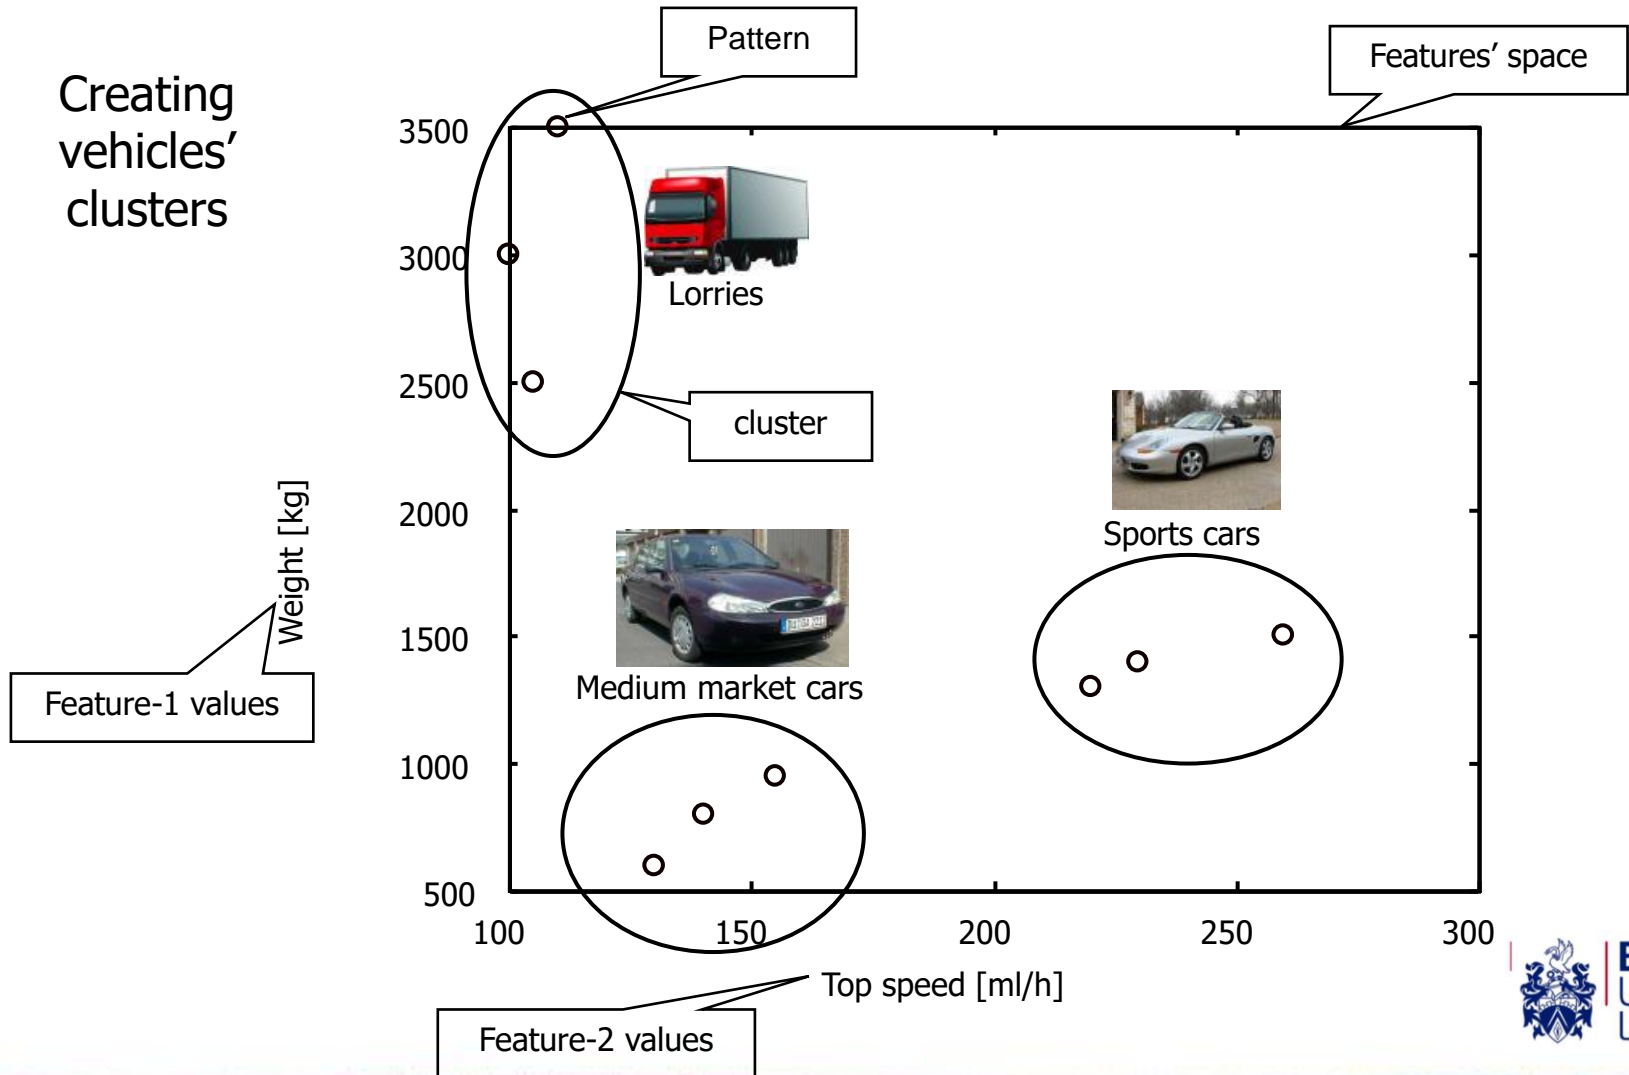 Creating
vehicles’
clusters
Pattern
Features’ space
3500
3000
2500
2000
1500
1000
500
Lorries
cluster
Sports cars
Medium market cars
Weight [kg]
Feature-1 values
100
150
200
250
300
Top speed [ml/h]
Feature-2 values